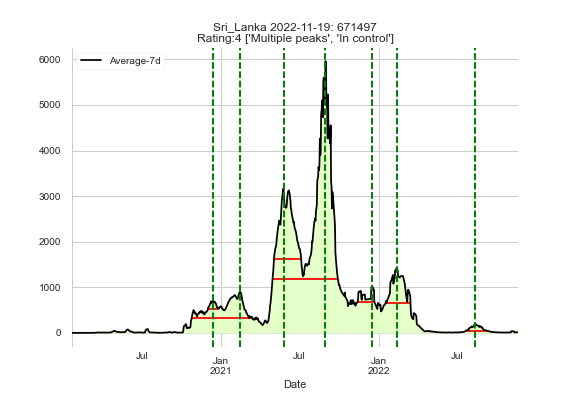 Sri_Lanka 2022-11-19: 671497
Rating:4 ['Multiple peaks', 'In control']
Average-7d
6000
5000
4000
3000
2000
1000
0
Jul
Jan
2021
Jul
Jan
2022
Jul
Date